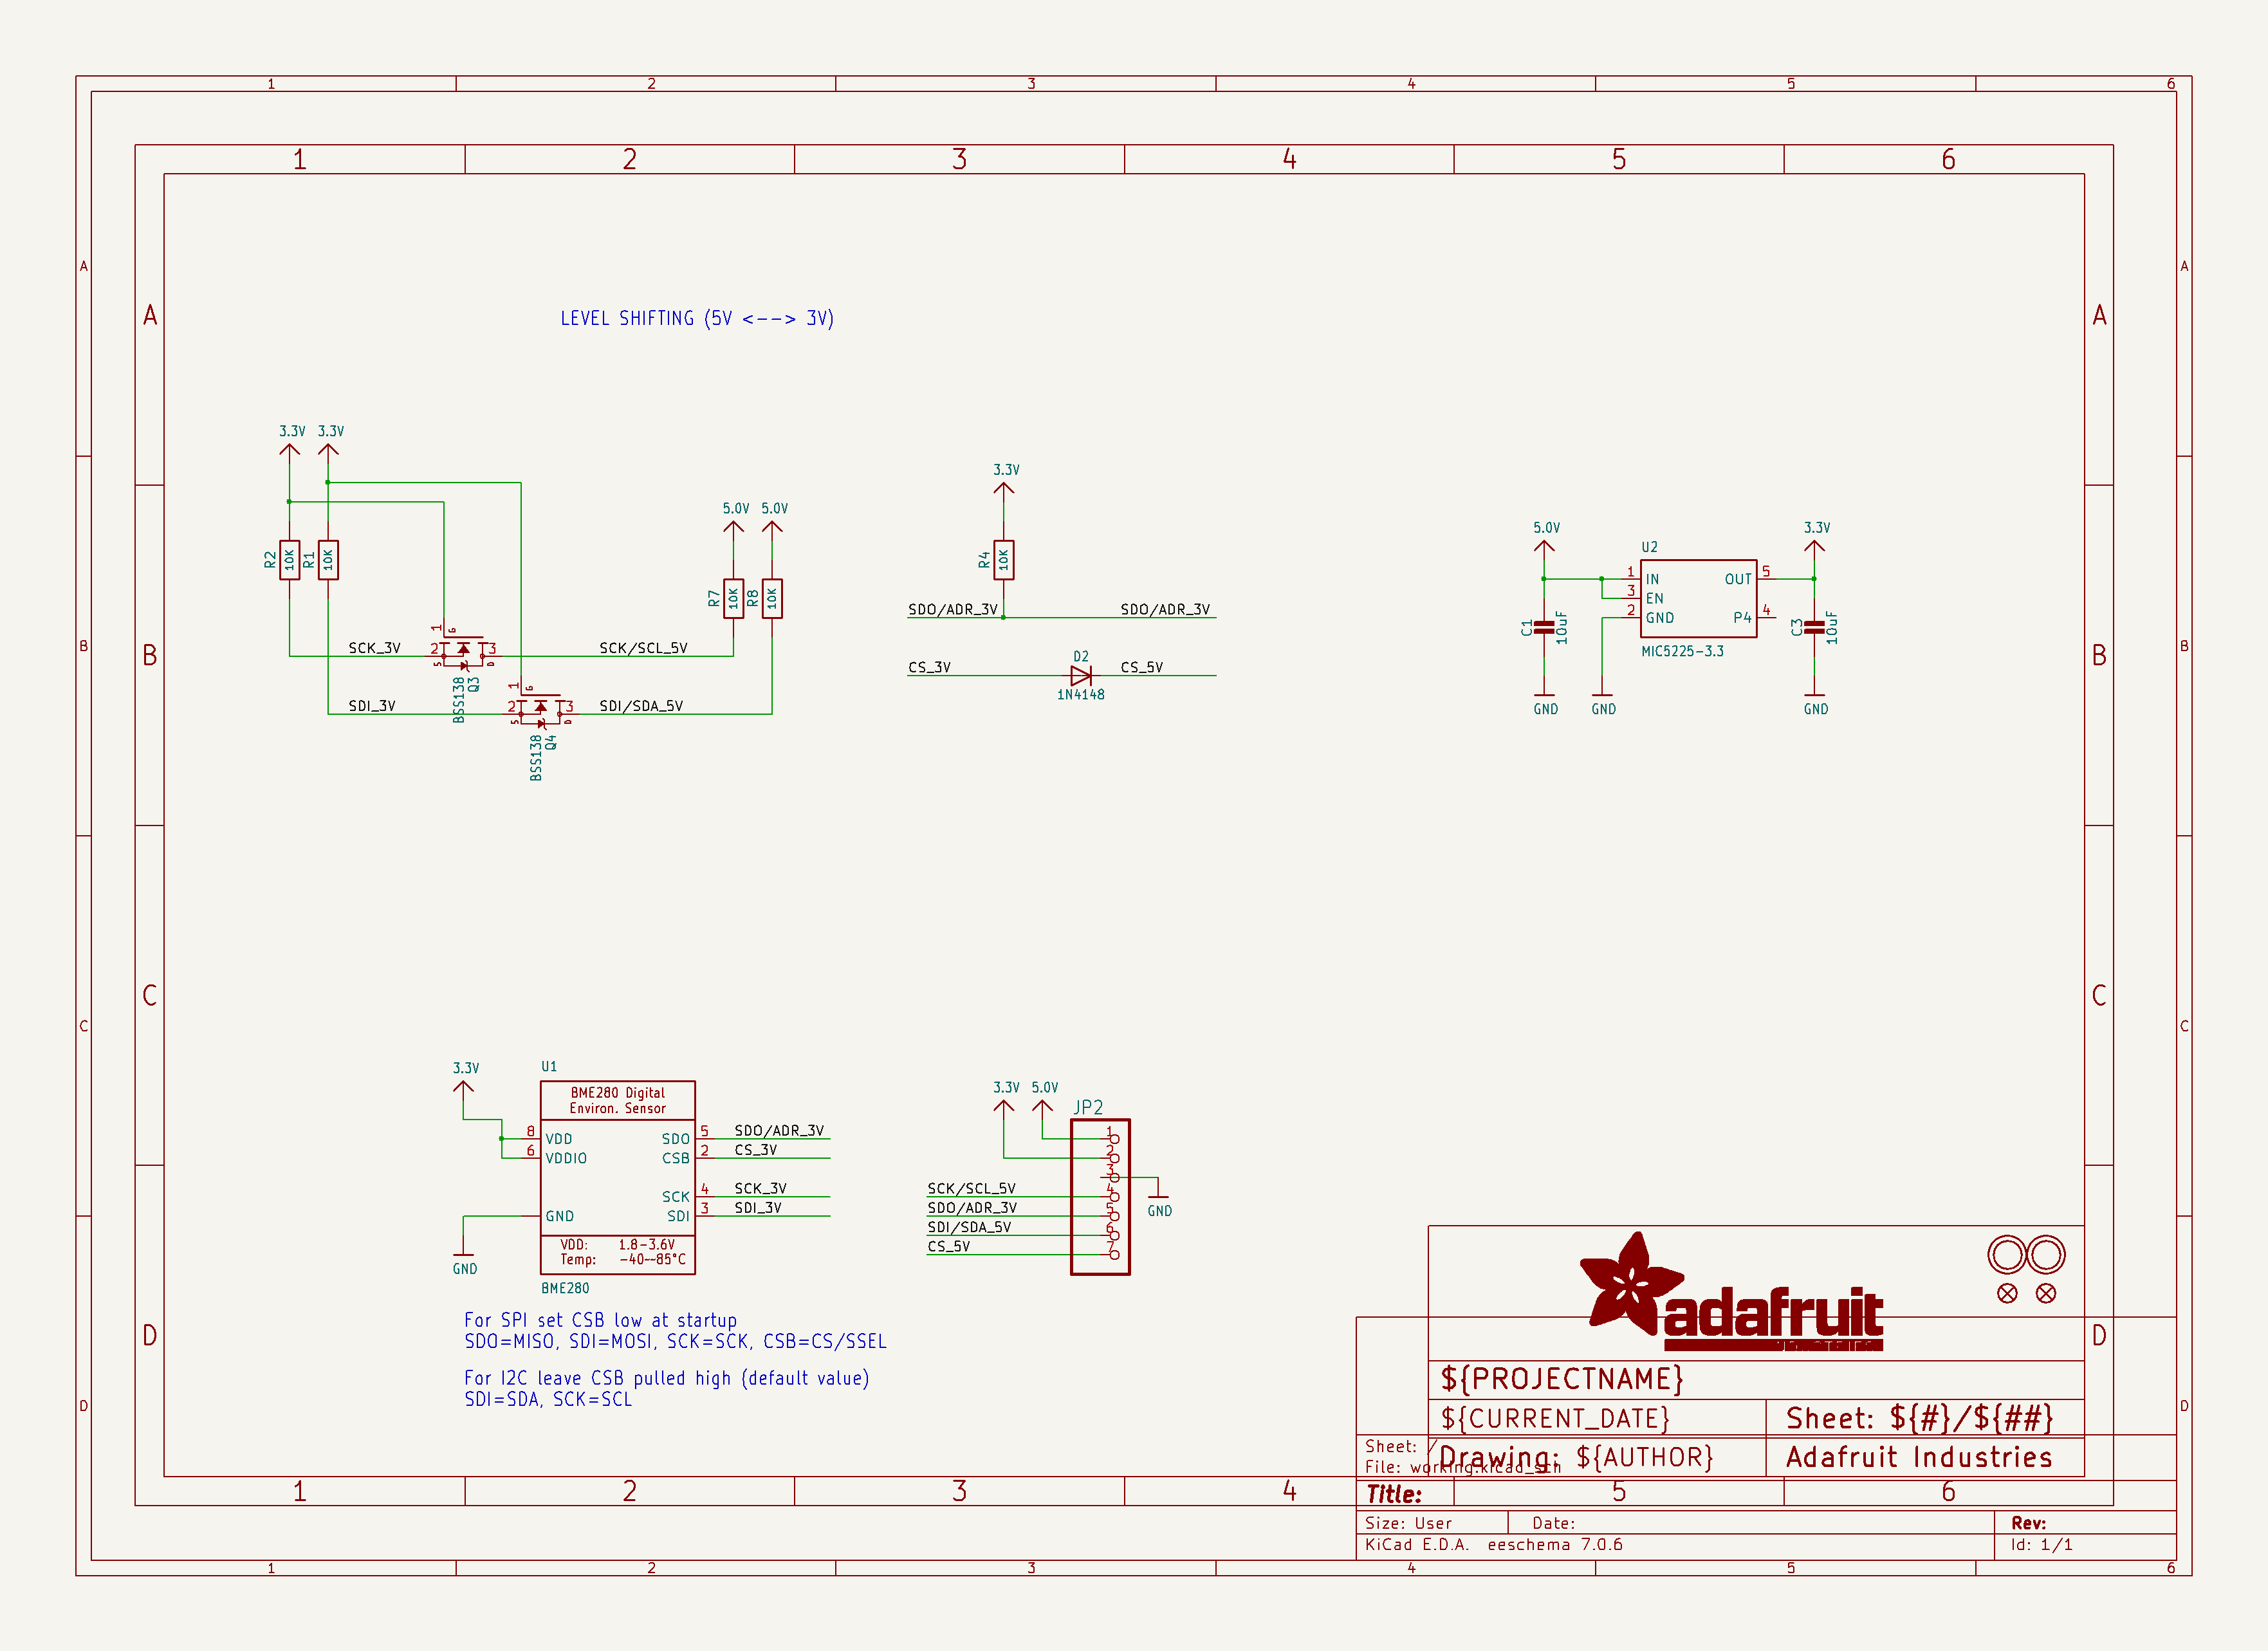 1 2 3 4 5 6
1 2 3 4 5 6
A A
A A
LEVEL SHIFTING (5V <--> 3V)
3.3V 3.3V
3.3V
5.0V 5.0V
5.0V 3.3V
R2 10K R1 10K
R7 10K R8 10K
R4 10K
SDO/ADR_3V SDO/ADR_3V
CS_3V D2 CS_5V
1N4148
U2
1 IN OUT 5
3 EN
2 GND P4 4
MIC5225-3.3
C1 10uF
C3 10uF
GND GND GND
SCK_3V 2 1 3 SCK/SCL_5V
G S D
BSS138 Q3
SDI_3V 2 1 3 SDI/SDA_5V
G S D
BSS138 Q4
B B
B B
C C
C C
3.3V U1
BME280 Digital
Environ. Sensor
8 VDD SDO 5 SDO/ADR_3V
6 VDDIO CSB 2 CS_3V
SCK 4 SCK_3V
GND SDI 3 SDI_3V
VDD: 1.8-3.6V
Temp: -40~~85°C
GND
BME280
3.3V 5.0V
JP2
1
2
3
SCK/SCL_5V 4
SDO/ADR_3V 5
SDI/SDA_5V 6
CS_5V 7
GND
For SPI set CSB low at startup
SDO=MISO, SDI=MOSI, SCK=SCK, CSB=CS/SSEL
For I2C leave CSB pulled high (default value)
SDI=SDA, SCK=SCL
D D
D D
adafruit
${PROJECTNAME}
${CURRENT_DATE} Sheet: ${#}/${##}
Drawing: ${AUTHOR} Adafruit Industries
Sheet: /
File: working.kicad_sch
Title:
Size: User Date: Rev:
KiCad E.D.A. eeschema 7.0.6 Id: 1/1
1 2 3 4 5 6
1 2 3 4 5 6